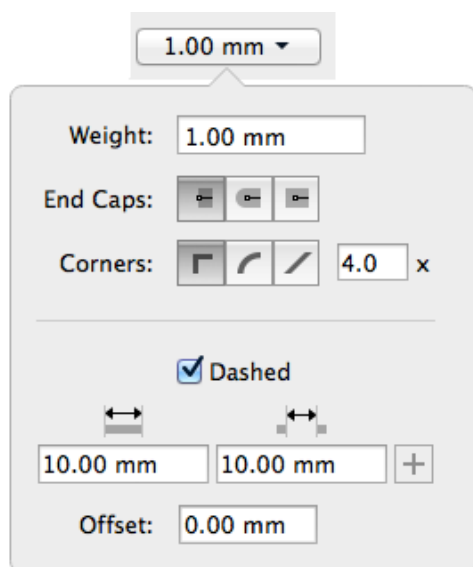 1.00 mm
Weight: 1.00 mm
End Caps:
Corners: 4.0 x
Dashed
10.00 mm 10.00 mm
Offset: 0.00 mm